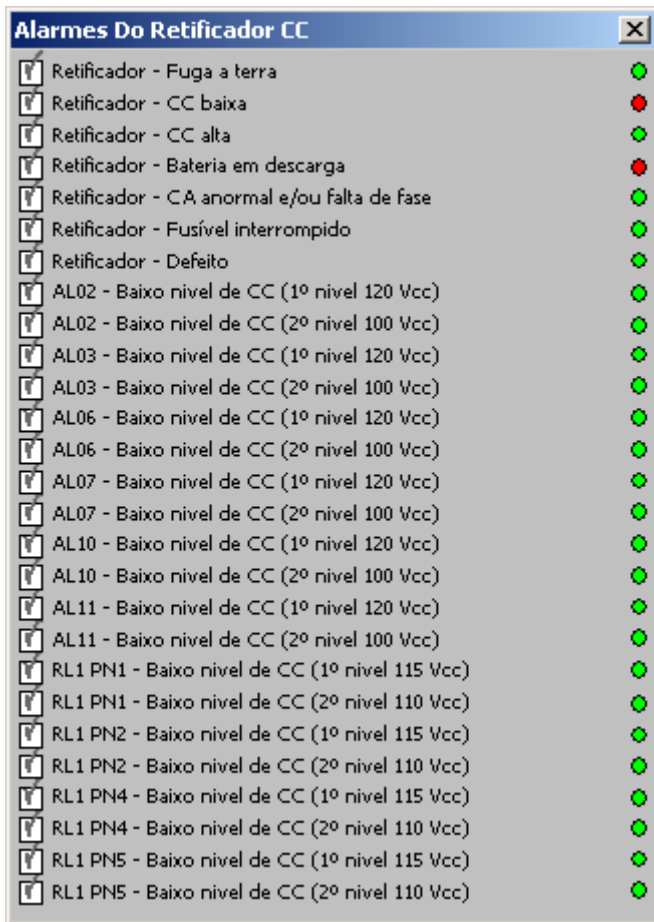 Alarmes Do Retificador CC
Retificador - Fuga a terra
Retificador - CC baixa
Retificador - CC alta
Retificador - Bateria em descarga
Retificador - CA anormal e/ou falta de fase
Retificador - Fusível interrompido
Retificador - Defeito
AL02 - Baixo nivel de CC (1º nivel 120 Vcc)
AL02 - Baixo nivel de CC (2º nivel 100 Vcc)
AL03 - Baixo nivel de CC (1º nivel 120 Vcc)
AL03 - Baixo nivel de CC (2º nivel 100 Vcc)
AL06 - Baixo nivel de CC (1º nivel 120 Vcc)
AL06 - Baixo nivel de CC (2º nivel 100 Vcc)
AL07 - Baixo nivel de CC (1º nivel 120 Vcc)
AL07 - Baixo nivel de CC (2º nivel 100 Vcc)
AL10 - Baixo nivel de CC (1º nivel 120 Vcc)
AL10 - Baixo nivel de CC (2º nivel 100 Vcc)
AL11 - Baixo nivel de CC (1º nivel 120 Vcc)
AL11 - Baixo nivel de CC (2º nivel 100 Vcc)
RL1 PN1 - Baixo nivel de CC (1º nivel 115 Vcc)
RL1 PN1 - Baixo nivel de CC (2º nivel 110 Vcc)
RL1 PN2 - Baixo nivel de CC (1º nivel 115 Vcc)
RL1 PN2 - Baixo nivel de CC (2º nivel 110 Vcc)
RL1 PN4 - Baixo nivel de CC (1º nivel 115 Vcc)
RL1 PN4 - Baixo nivel de CC (2º nivel 110 Vcc)
RL1 PN5 - Baixo nivel de CC (1º nivel 115 Vcc)
RL1 PN5 - Baixo nivel de CC (2º nivel 110 Vcc)